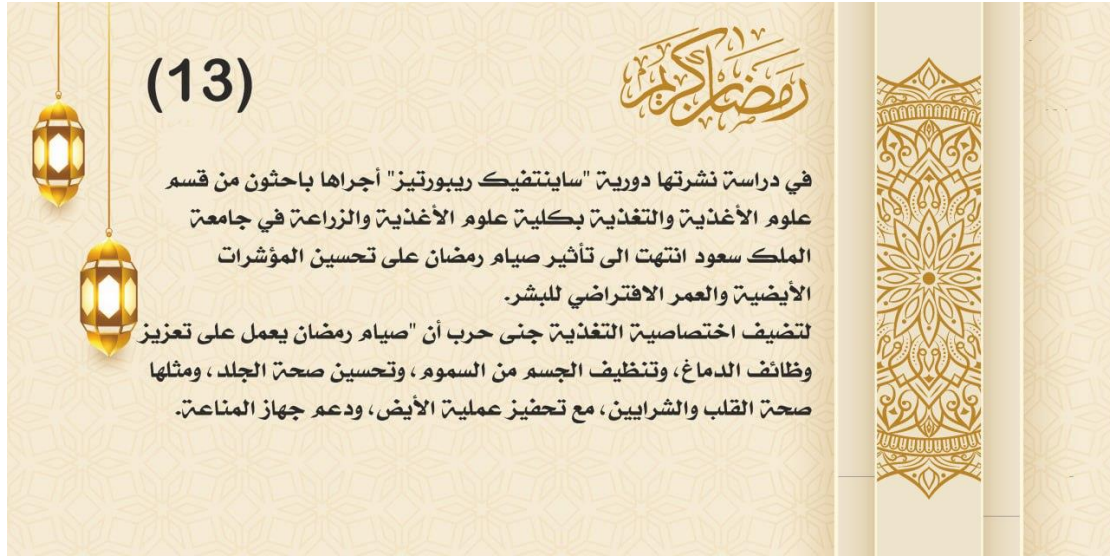 رمضان كريم
(13)
في دراسة نشرتها دورية "ساينتفيك ريبورتيز" أجراها باحثون من قسم
علوم الأغذية والتغذية بكلية علوم الأغذية والزراعة في جامعة
الملك سعود انتهت الى تأثير صيام رمضان على تحسين المؤشرات
الأيضية والعمر الافتراضي للبشر.
لتضيف اختصاصية التغذية جنى حرب أن "صيام رمضان يعمل على تعزيز
وظائف الدماغ، وتنظيف الجسم من السموم، وتحسين صحة الجلد، ومثلها
صحة القلب والشرايين، مع تحفيز عملية الأيض، ودعم جهاز المناعة.